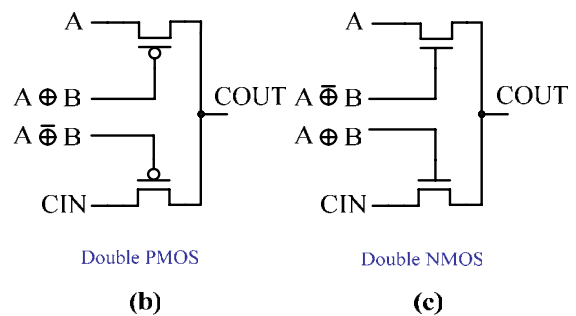 A
A ⊕ B
A ⊕̅ B
CIN
COUT
Double PMOS
(b)
A
A ⊕̅ B
A ⊕ B
CIN
COUT
Double NMOS
(c)